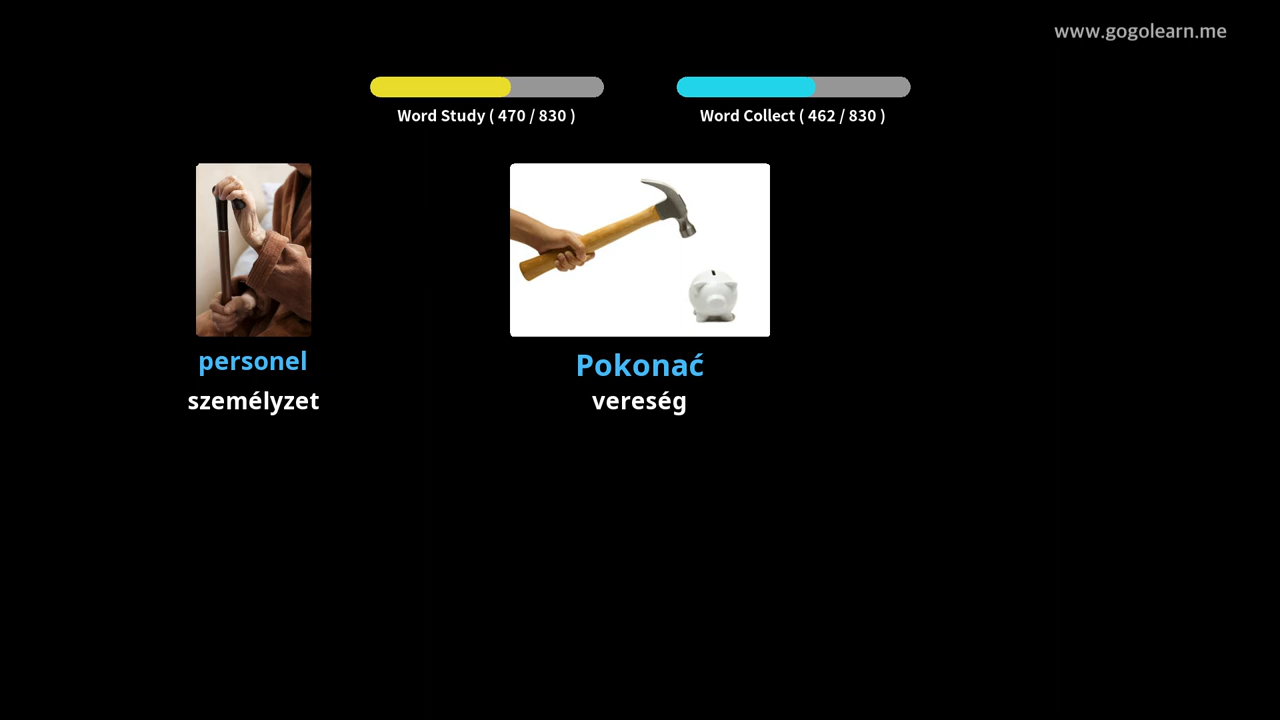 www.gogolearn.me
Word Study ( 470 / 830 )
Word Collect ( 462 / 830 )
personel
személyzet
Pokonać
vereség